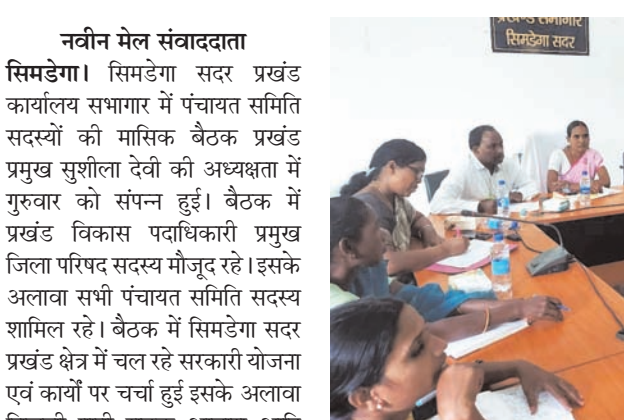 नवीन मेल संवाददाता
सिमडेगा। सिमडेगा सदर प्रखंड
कार्यालय सभागार में पंचायत समिति
सदस्यों की मासिक बैठक प्रखंड
प्रमुख सुशीला देवी की अध्यक्षता में
गुरुवार को संपन्न हुई। बैठक में
प्रखंड विकास पदाधिकारी प्रमुख
जिला परिषद सदस्य मौजूद रहे। इसके
अलावा सभी पंचायत समिति सदस्य
शामिल रहे। बैठक में सिमडेगा सदर
प्रखंड क्षेत्र में चल रहे सरकारी योजना
एवं कार्यों पर चर्चा हुई इसके अलावा
प्रखण्ड सभागार
सिमडेगा सदर